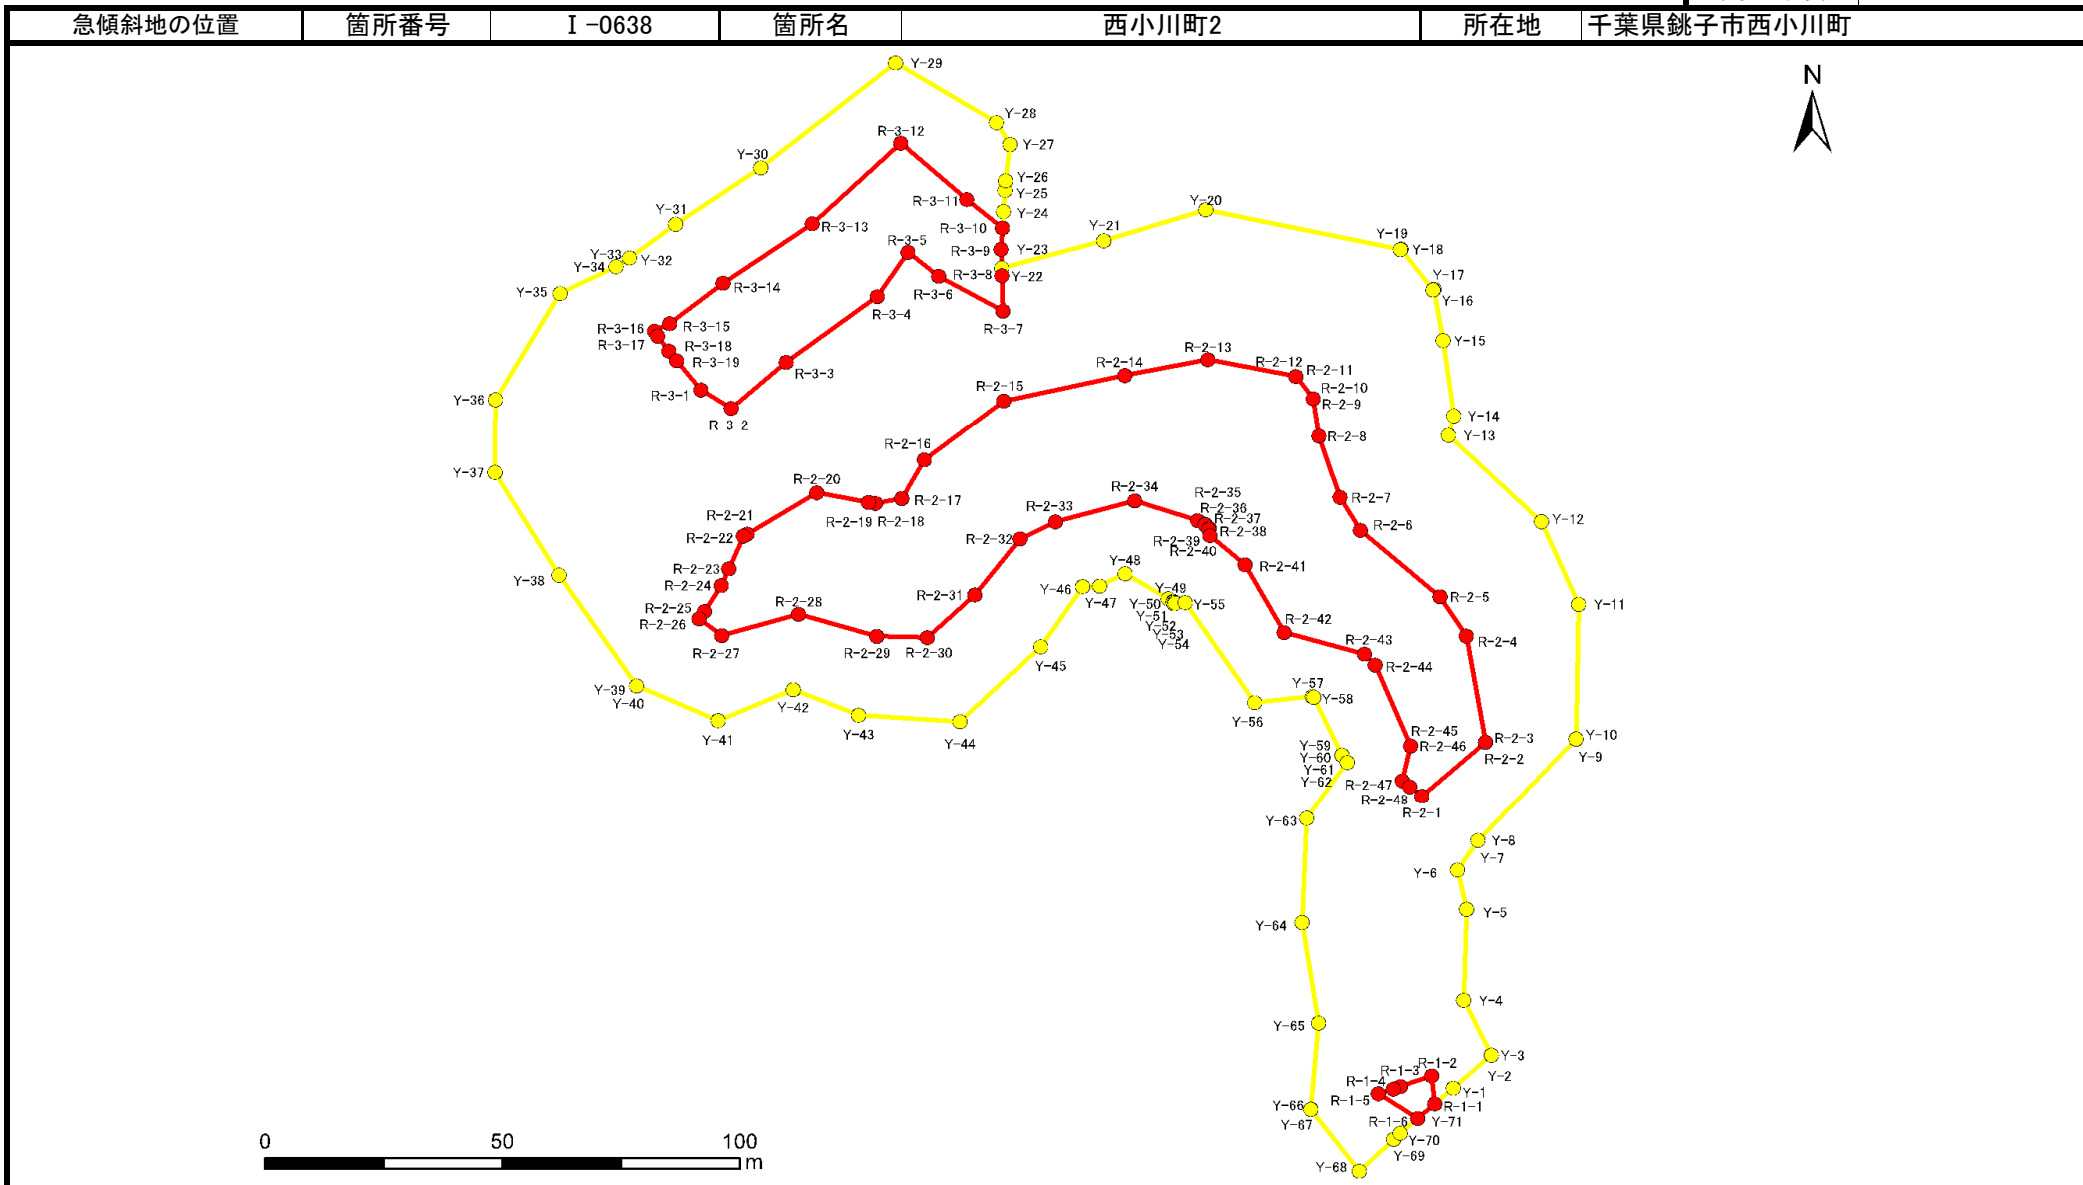 急傾斜地の位置 箇所番号 Ⅰ-0638 箇所名 西小川町2 所在地 千葉県銚子市西小川町
N
Y-29
Y-28
R-3-12
Y-27
Y-30
Y-26
Y-25
R-3-11
Y-24
Y-20
Y-31
R-3-13
R-3-10
Y-21
Y-19
R-3-5
R-3-9
Y-23
Y-18
Y-33
Y-32
Y-34
R-3-8
Y-22
Y-17
R-3-14
R-3-6
Y-35
Y-16
R-3-4
R-3-7
R-3-16
R-3-15
R-3-17
R-3-18
Y-15
R-3-19
R-3-3
R-2-14
R-2-13
R-2-12
R-2-11
R-3-1
R-2-15
R-2-10
Y-36
R-2-9
R-3-2
Y-14
R-2-16
R-2-8
Y-13
Y-37
R-2-20
R-2-17
R-2-34
R-2-35
R-2-7
R-2-21
R-2-19
R-2-18
R-2-33
R-2-36
R-2-37
R-2-6
Y-12
R-2-22
R-2-32
R-2-38
R-2-39
R-2-40
R-2-23
Y-48
R-2-41
Y-38
R-2-24
R-2-31
Y-46
Y-47
Y-49
R-2-5
R-2-25
Y-50
Y-55
Y-11
R-2-26
R-2-28
Y-51
Y-52
R-2-42
Y-53
R-2-4
R-2-27
R-2-29
R-2-30
Y-45
Y-54
R-2-43
R-2-44
Y-39
Y-40
Y-42
Y-57
Y-58
Y-41
Y-43
Y-44
Y-56
R-2-45
R-2-3
Y-10
Y-59
R-2-46
R-2-2
Y-9
Y-60
Y-61
Y-62
R-2-47
R-2-48
R-2-1
Y-63
Y-8
Y-7
Y-6
Y-5
Y-64
Y-4
Y-65
Y-3
R-1-2
R-1-3
Y-2
R-1-4
Y-1
R-1-5
R-1-1
Y-66
R-1-6
Y-71
Y-67
Y-70
Y-69
Y-68
0 50 100
m